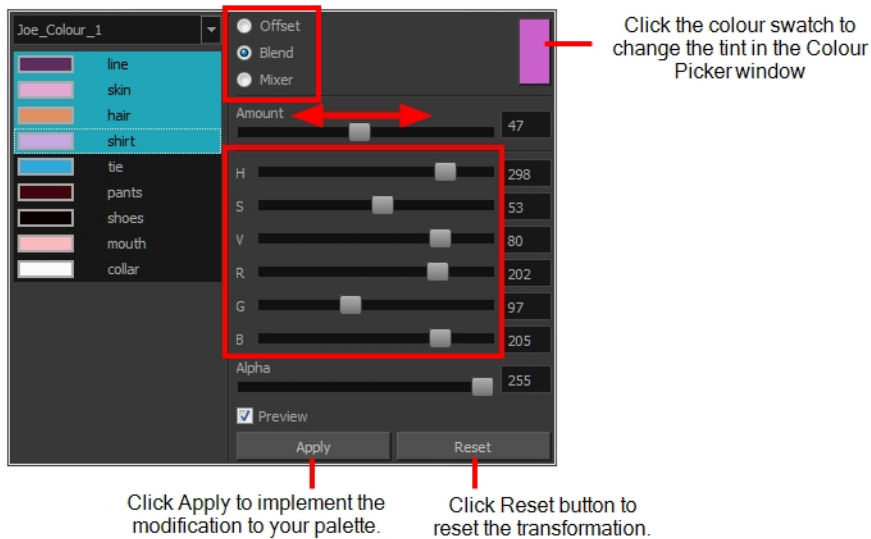 Joe_Colour_1
line
skin
hair
shirt
tie
pants
shoes
mouth
collar
Offset
Blend
Mixer
Amount
47
H
298
S
53
V
80
R
202
G
97
B
205
Alpha
255
Preview
Apply
Reset
Click the colour swatch to
change the tint in the Colour
Picker window
Click Apply to implement the
modification to your palette.
Click Reset button to
reset the transformation.